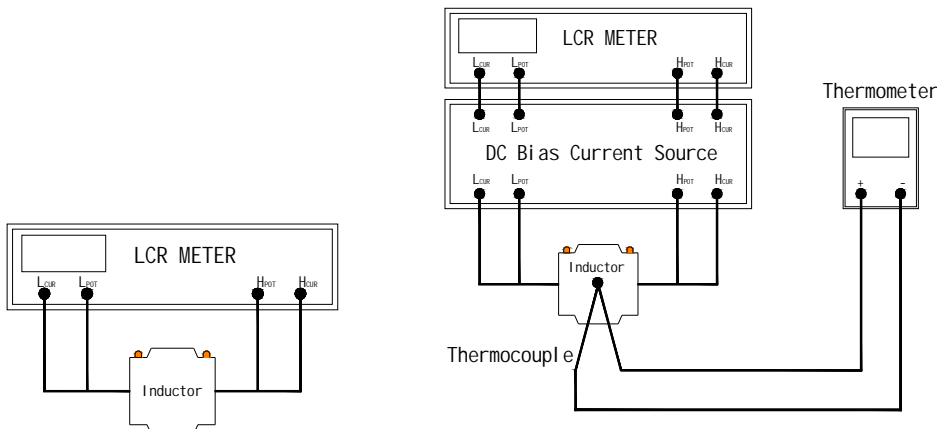 LCR METER
LCUR LPOT HPOT HCUR
LCUR LPOT HPOT HCUR
DC Bias Current Source
LCUR LPOT HPOT HCUR
Inductor
Thermocouple
Thermometer
+ -
LCR METER
LCUR LPOT HPOT HCUR
Inductor